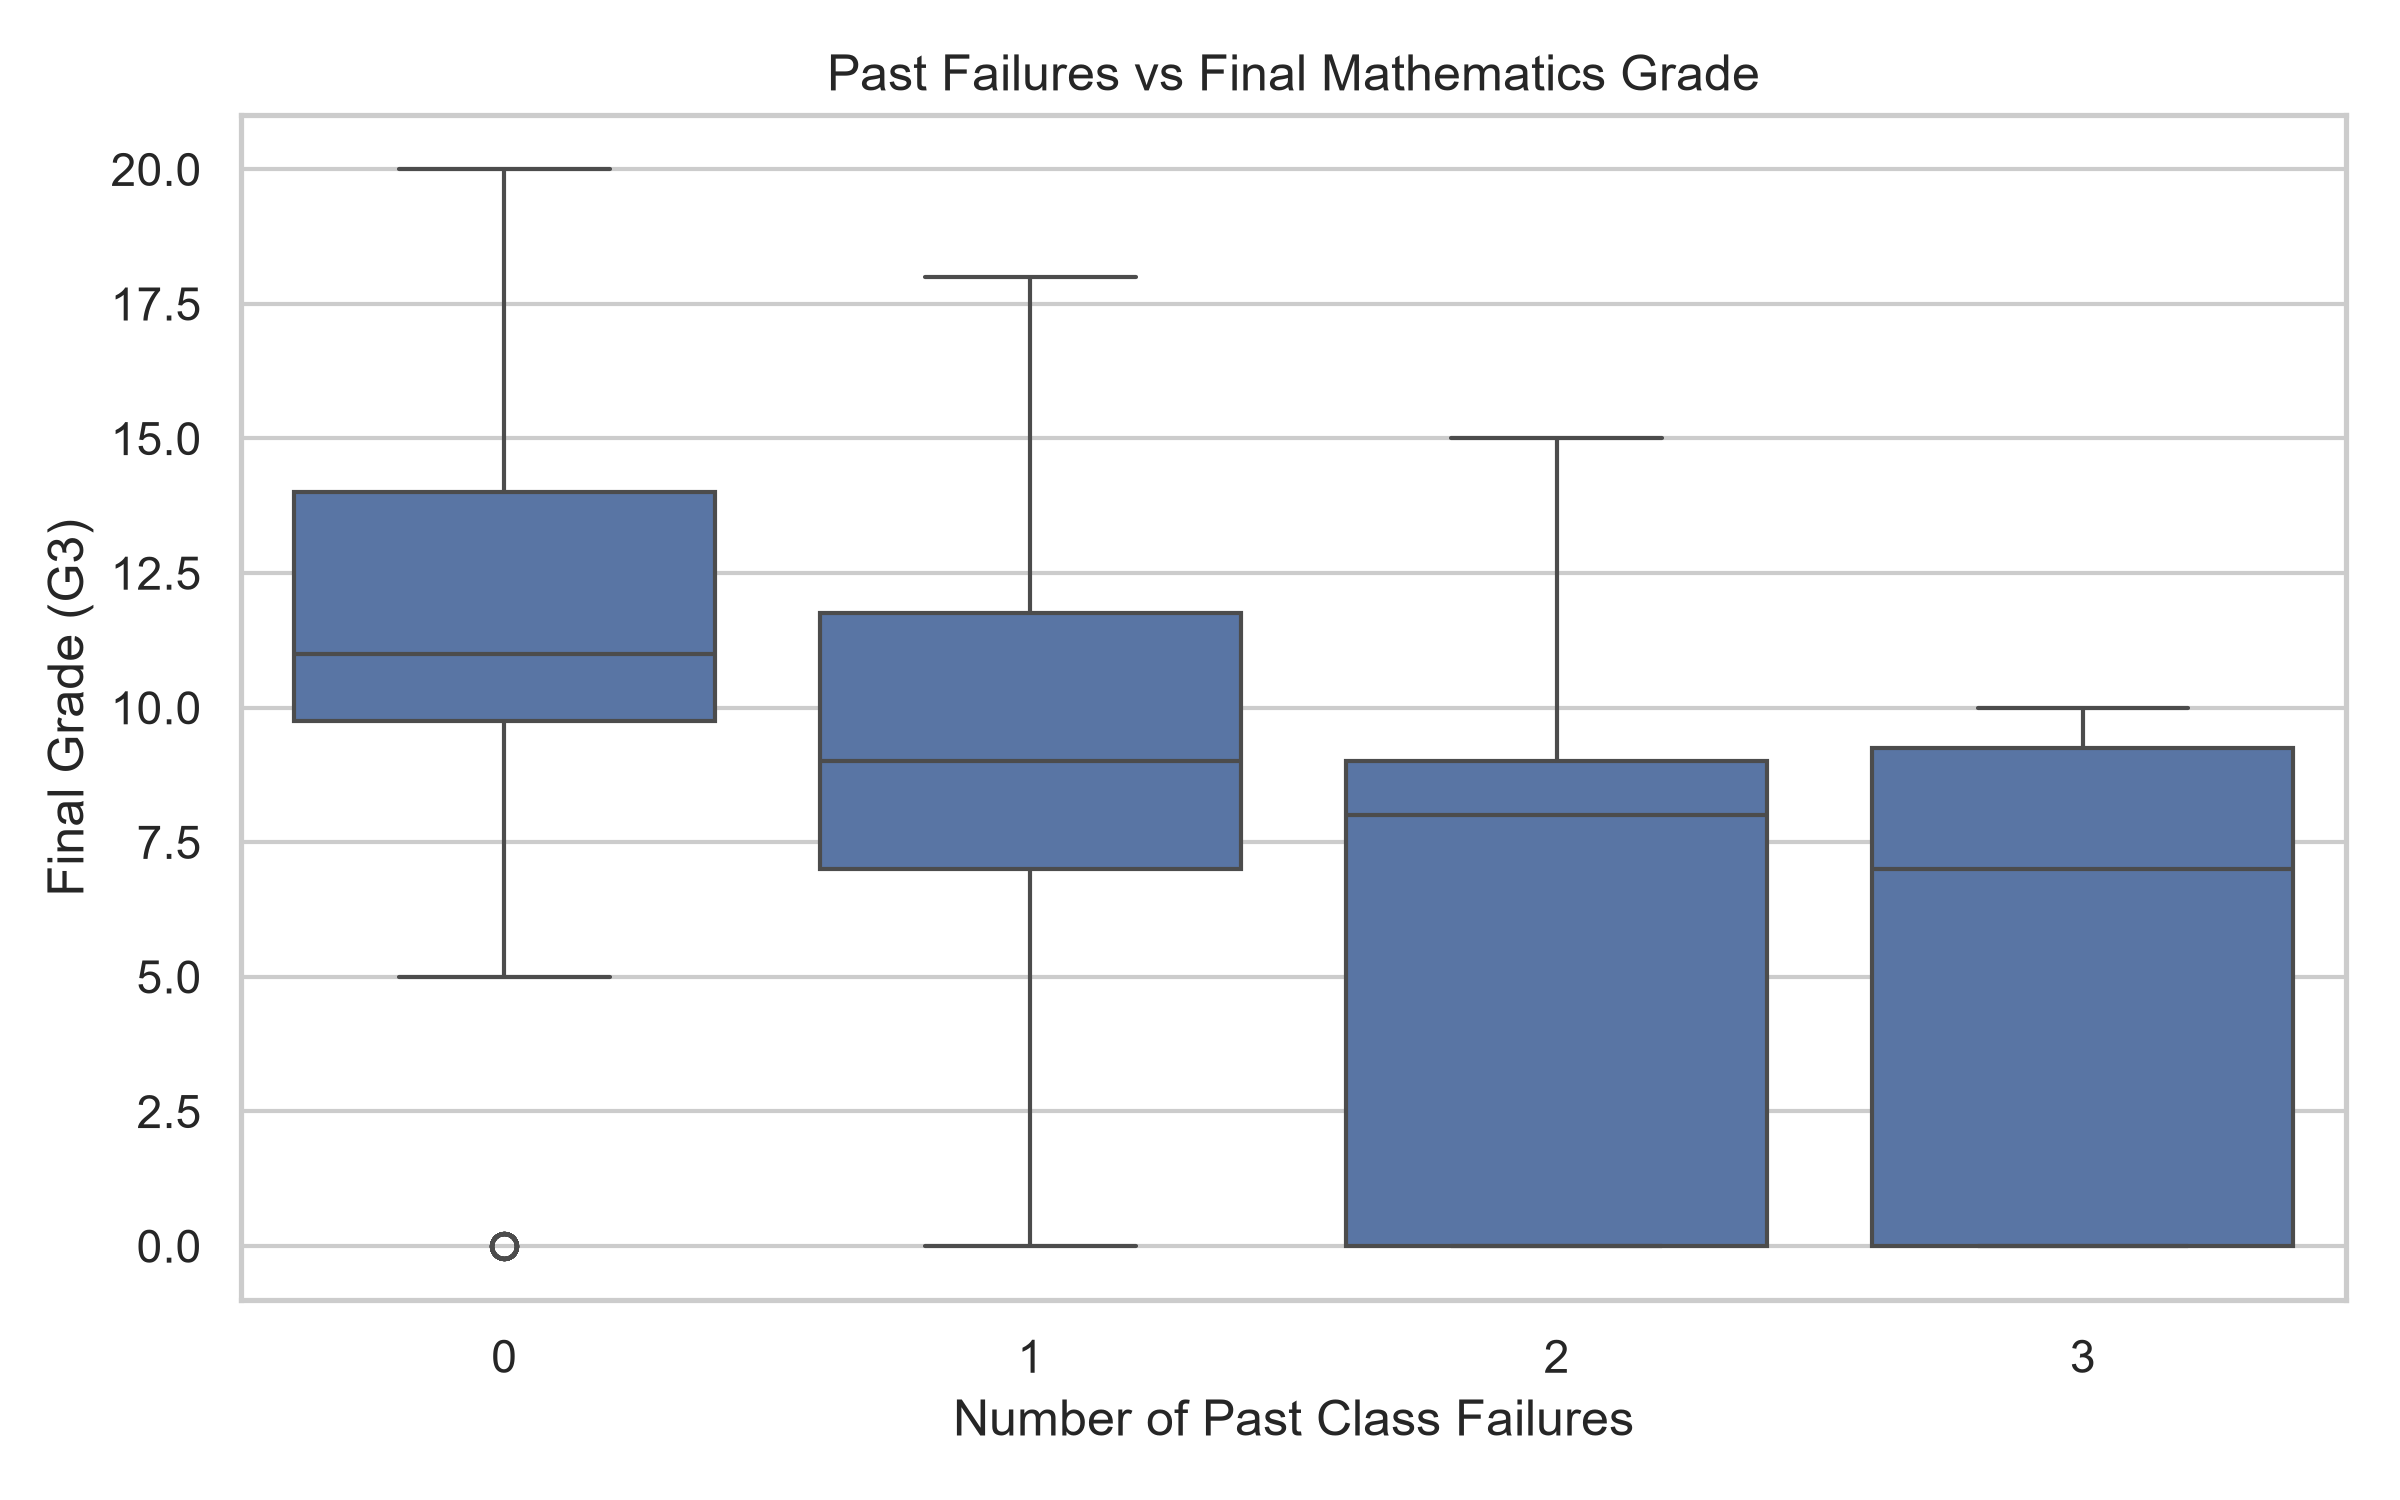 Past Failures vs Final Mathematics Grade
20.0
17.5
15.0
12.5
10.0
7.5
5.0
2.5
0.0
Final Grade (G3)
0 1 2 3
Number of Past Class Failures